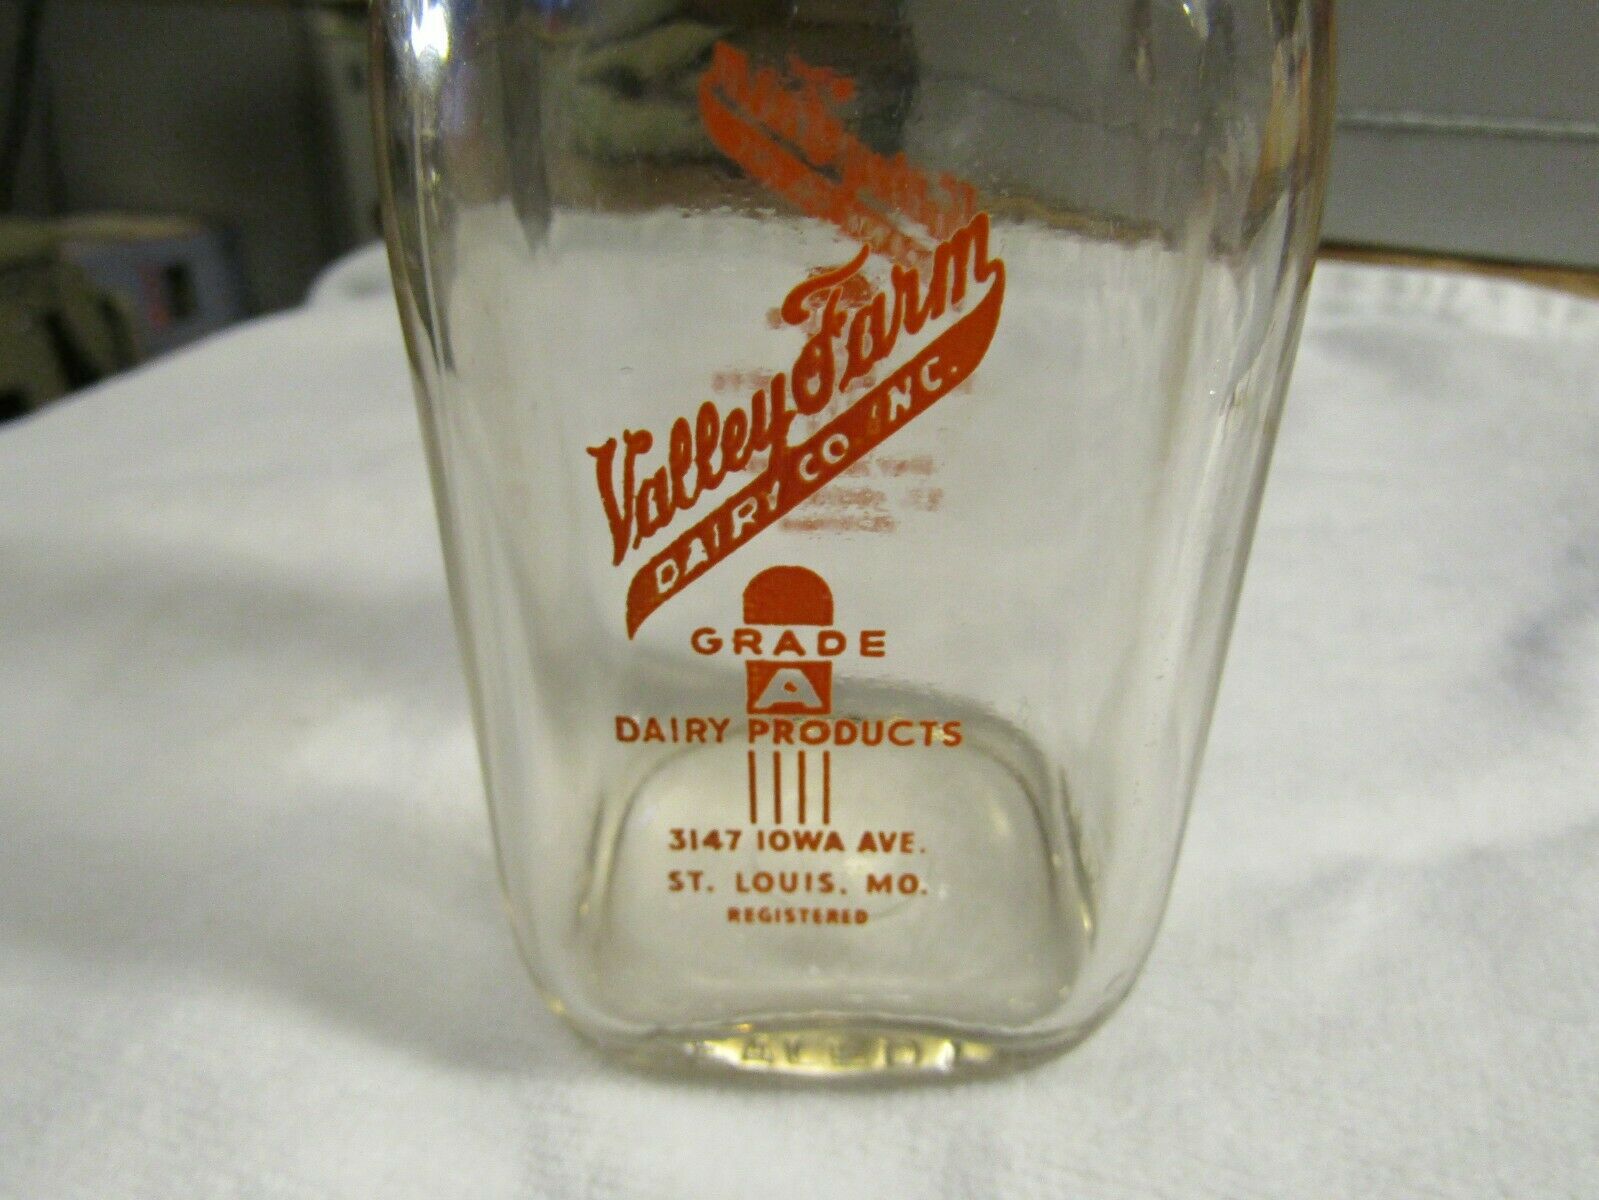 Valley Farm
DAIRY CO. INC.
GRADE
A
DAIRY PRODUCTS
3147 IOWA AVE.
ST. LOUIS, MO.
REGISTERED